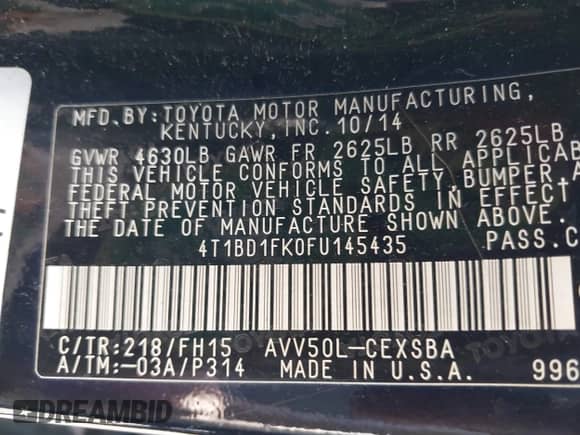 MFD.BY:TOYOTA MOTOR MANUFACTURING,
KENTUCKY,INC.10/14
GVWR 4630LB GAWR FR 2625LB RR 2625LB
THIS VEHICLE CONFORMS TO ALL APPLICAB
FEDERAL MOTOR VEHICLE SAFETY,BUMPER,A
THEFT PREVENTION STANDARDS IN EFFECT
THE DATE OF MANUFACTURE SHOWN ABOVE.
4T1BD1FK0FU145435 PASS.C
C/TR:218/FH15 AVV50L-CEXSBA
A/TM:-03A/P314 MADE IN U.S.A. 996
DREAMBID